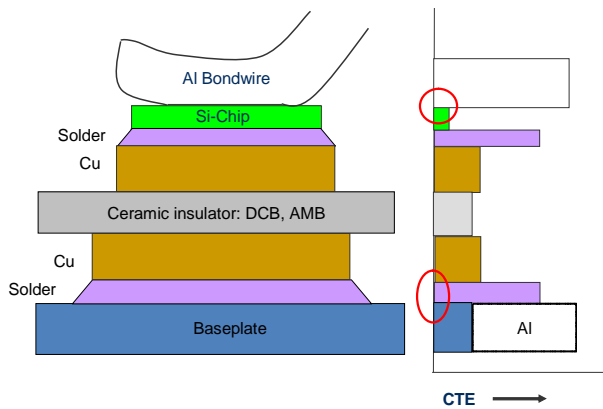 Al Bondwire
Si-Chip
Solder
Cu
Ceramic insulator: DCB, AMB
Cu
Solder
Baseplate
Al
CTE